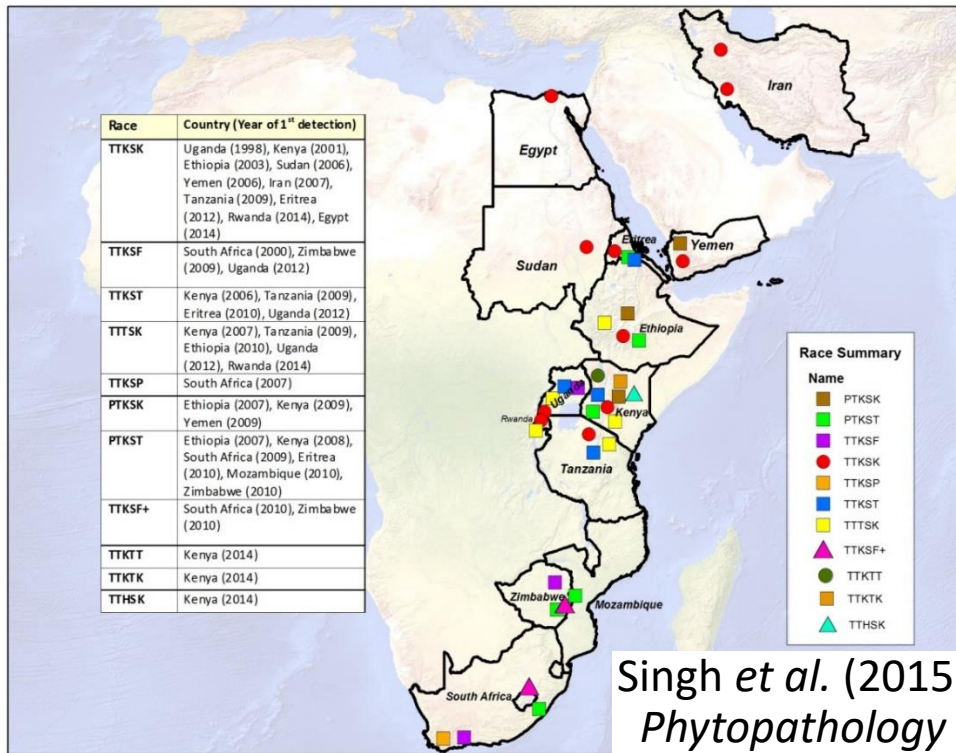 Race Country (Year of 1st detection)
TTKSK Uganda (1998), Kenya (2001),
Ethiopia (2003), Sudan (2006),
Yemen (2006), Iran (2007),
Tanzania (2009), Eritrea
(2012), Rwanda (2014), Egypt
(2014)
TTKSF South Africa (2000), Zimbabwe
(2009), Uganda (2012)
TTKST Kenya (2006), Tanzania (2009),
Eritrea (2010), Uganda (2012)
TTTSK Kenya (2007), Tanzania (2009),
Ethiopia (2010), Uganda
(2012), Rwanda (2014)
TTKSP South Africa (2007)
PTKSK Ethiopia (2007), Kenya (2009),
Yemen (2009)
PTKST Ethiopia (2007), Kenya (2008),
South Africa (2009), Eritrea
(2010), Mozambique (2010),
Zimbabwe (2010)
TTKSF+ South Africa (2010), Zimbabwe
(2010)
TTKTT Kenya (2014)
TTKTK Kenya (2014)
TTHSK Kenya (2014)
Iran
Egypt
Eritrea
Yemen
Sudan
Ethiopia
Uganda
Kenya
Rwanda
Tanzania
Zimbabwe
Mozambique
South Africa
Race Summary
Name
PTKSK
PTKST
TTKSF
TTKSK
TTKSP
TTKST
TTTSK
TTKSF+
TTKTT
TTKTK
TTHSK
Singh et al. (2015
Phytopathology